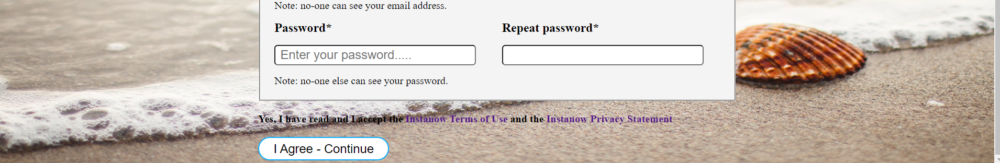 Note: no-one can see your email address.
Password* Repeat password*
Enter your password.....
Note: no-one else can see your password.
Yes, I have read and I accept the Instanow Terms of Use and the Instanow Privacy Statement
I Agree - Continue